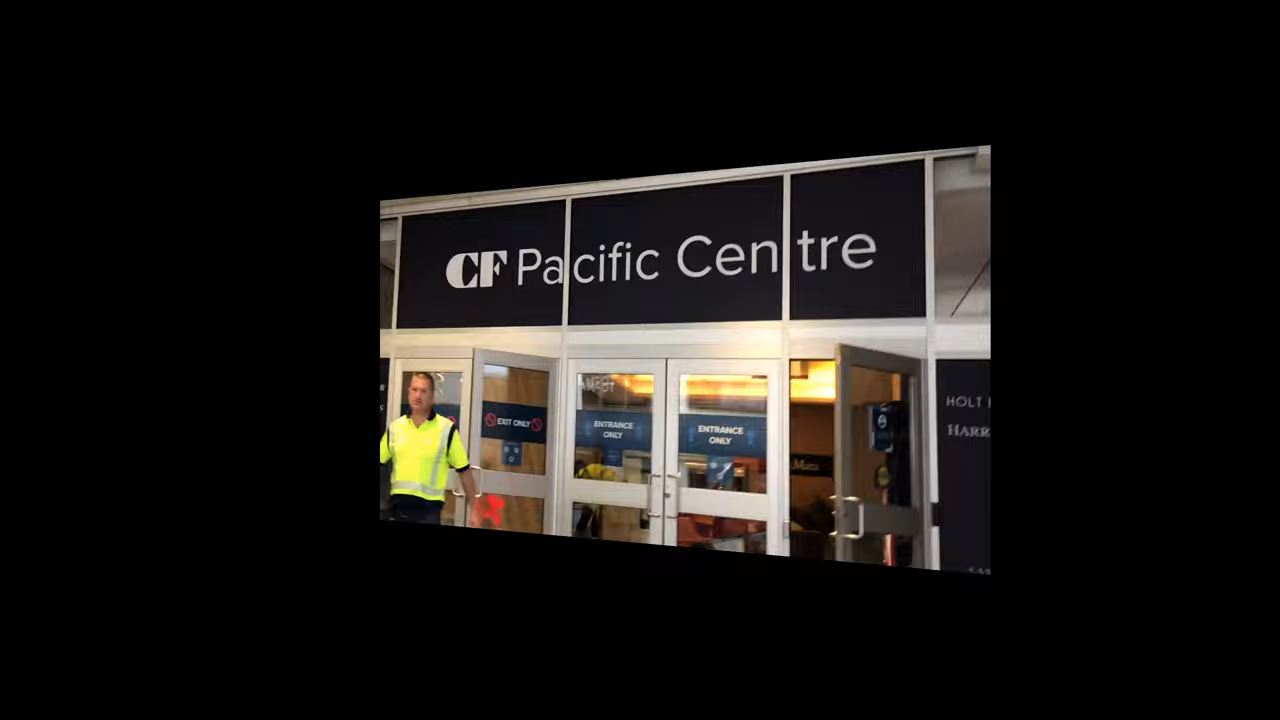 CF Pacific Centre
EXIT ONLY
ENTRANCE
ONLY
ENTRANCE
ONLY
HOLT
HARR